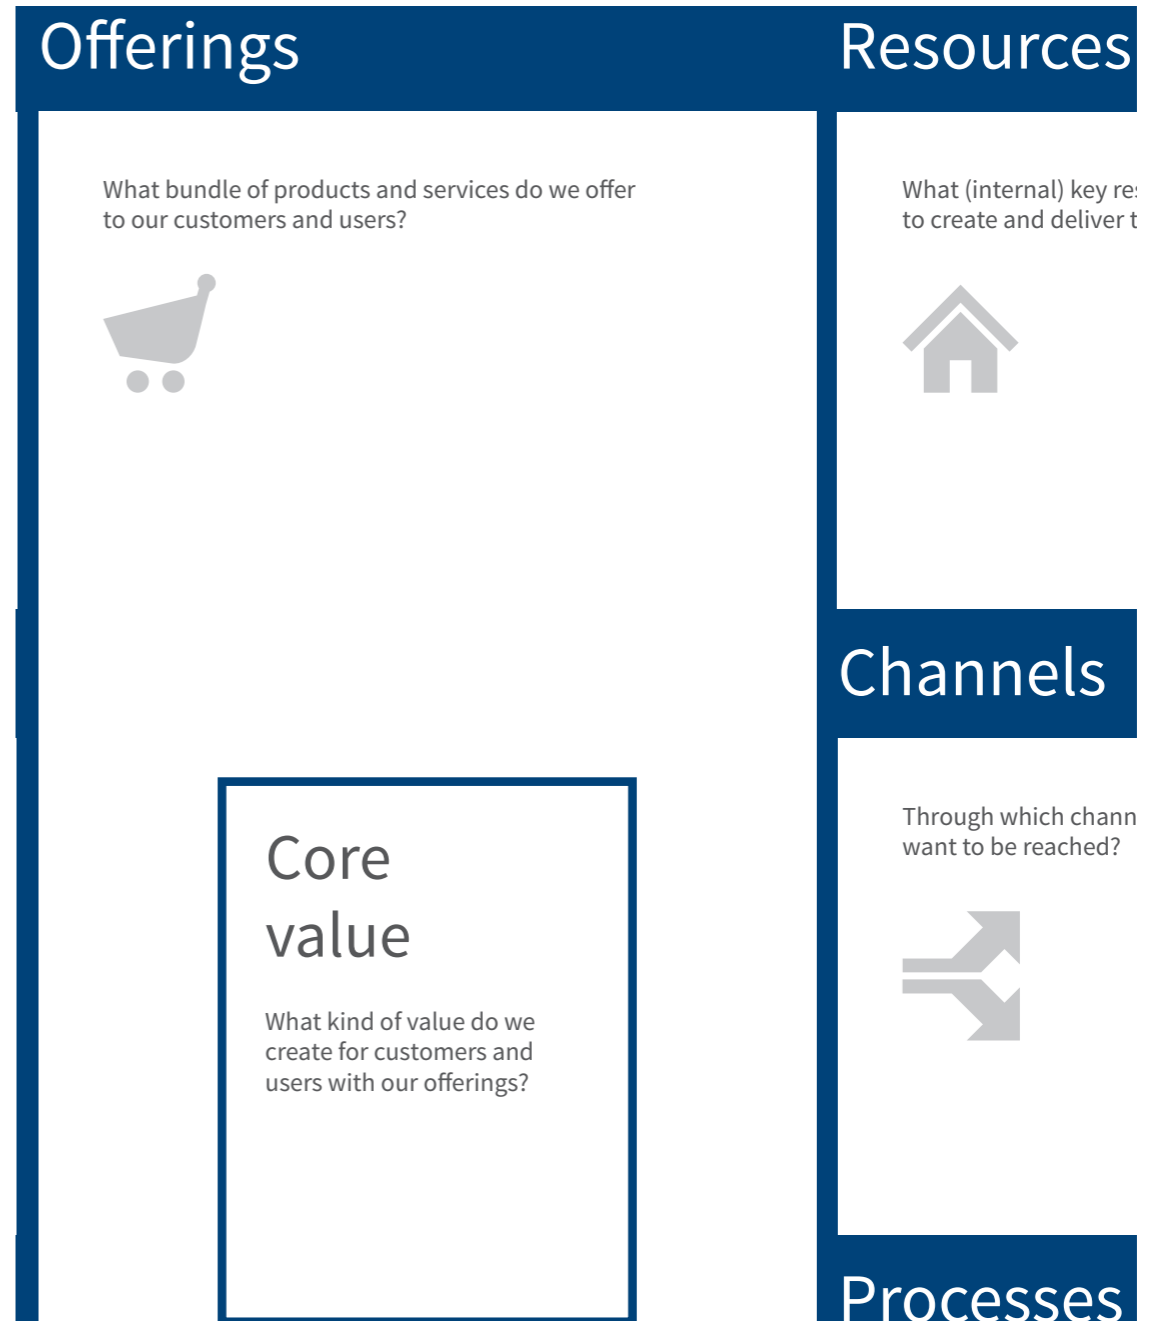 Offerings
What bundle of products and services do we offer
to our customers and users?
Core
value
What kind of value do we
create for customers and
users with our offerings?
Resources
What (internal) key
to create and deliver
Channels
Through which
want to be reached?
Processes